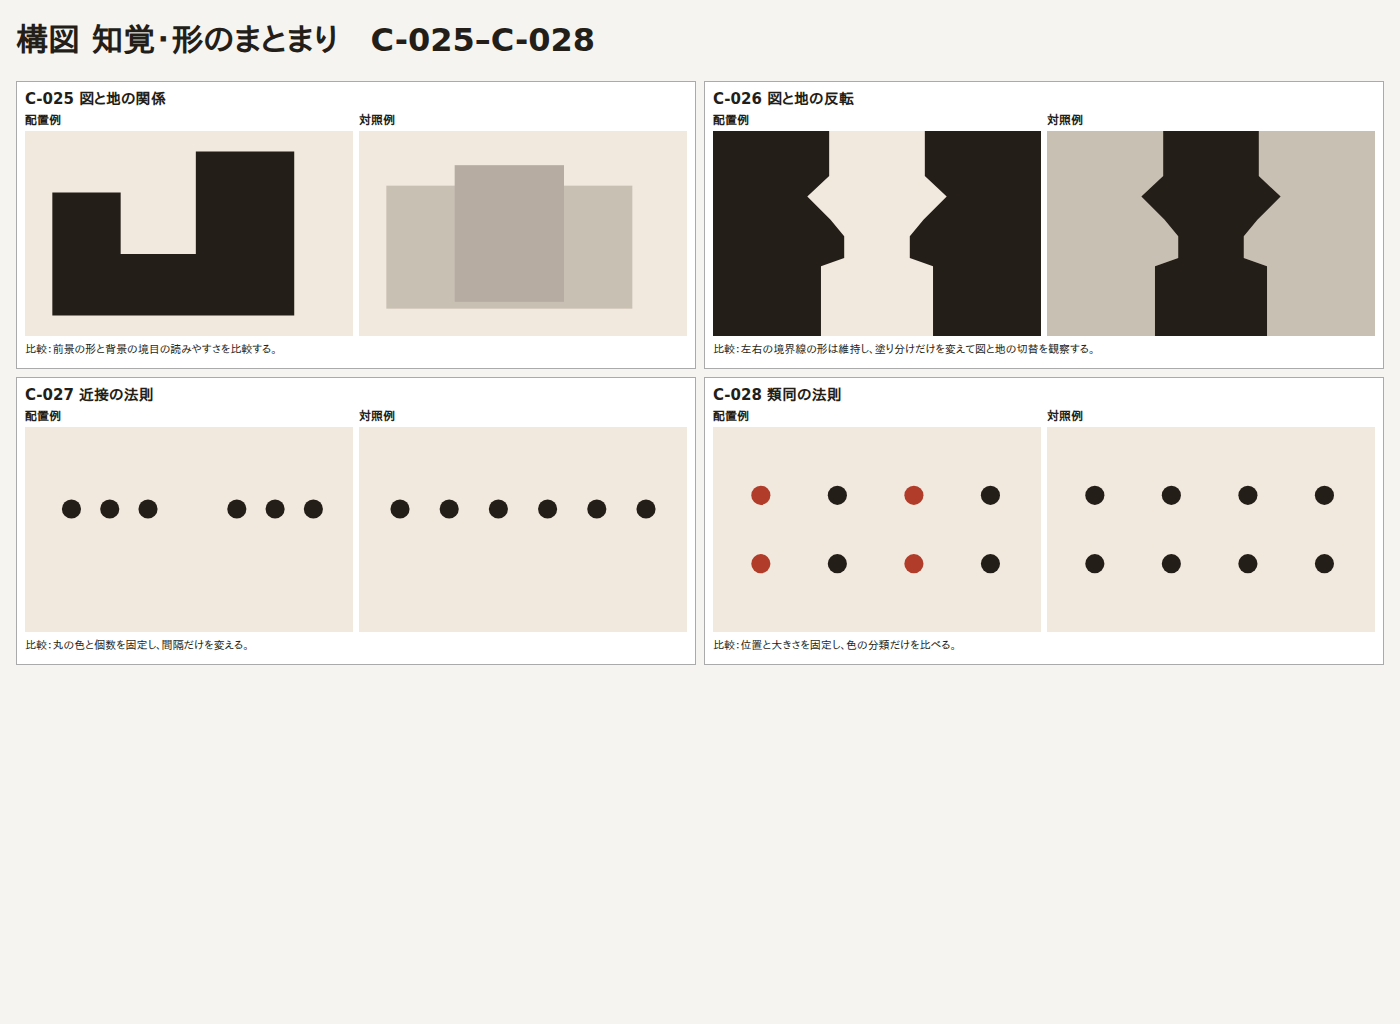 構図 知覚・形のまとまり　C-025–C-028
C-025 図と地の関係
配置例
対照例
比較：前景の形と背景の境目の読みやすさを比較する。
C-026 図と地の反転
配置例
対照例
比較：左右の境界線の形は維持し、塗り分けだけを変えて図と地の切替を観察する。
C-027 近接の法則
配置例
対照例
比較：丸の色と個数を固定し、間隔だけを変える。
C-028 類同の法則
配置例
対照例
比較：位置と大きさを固定し、色の分類だけを比べる。